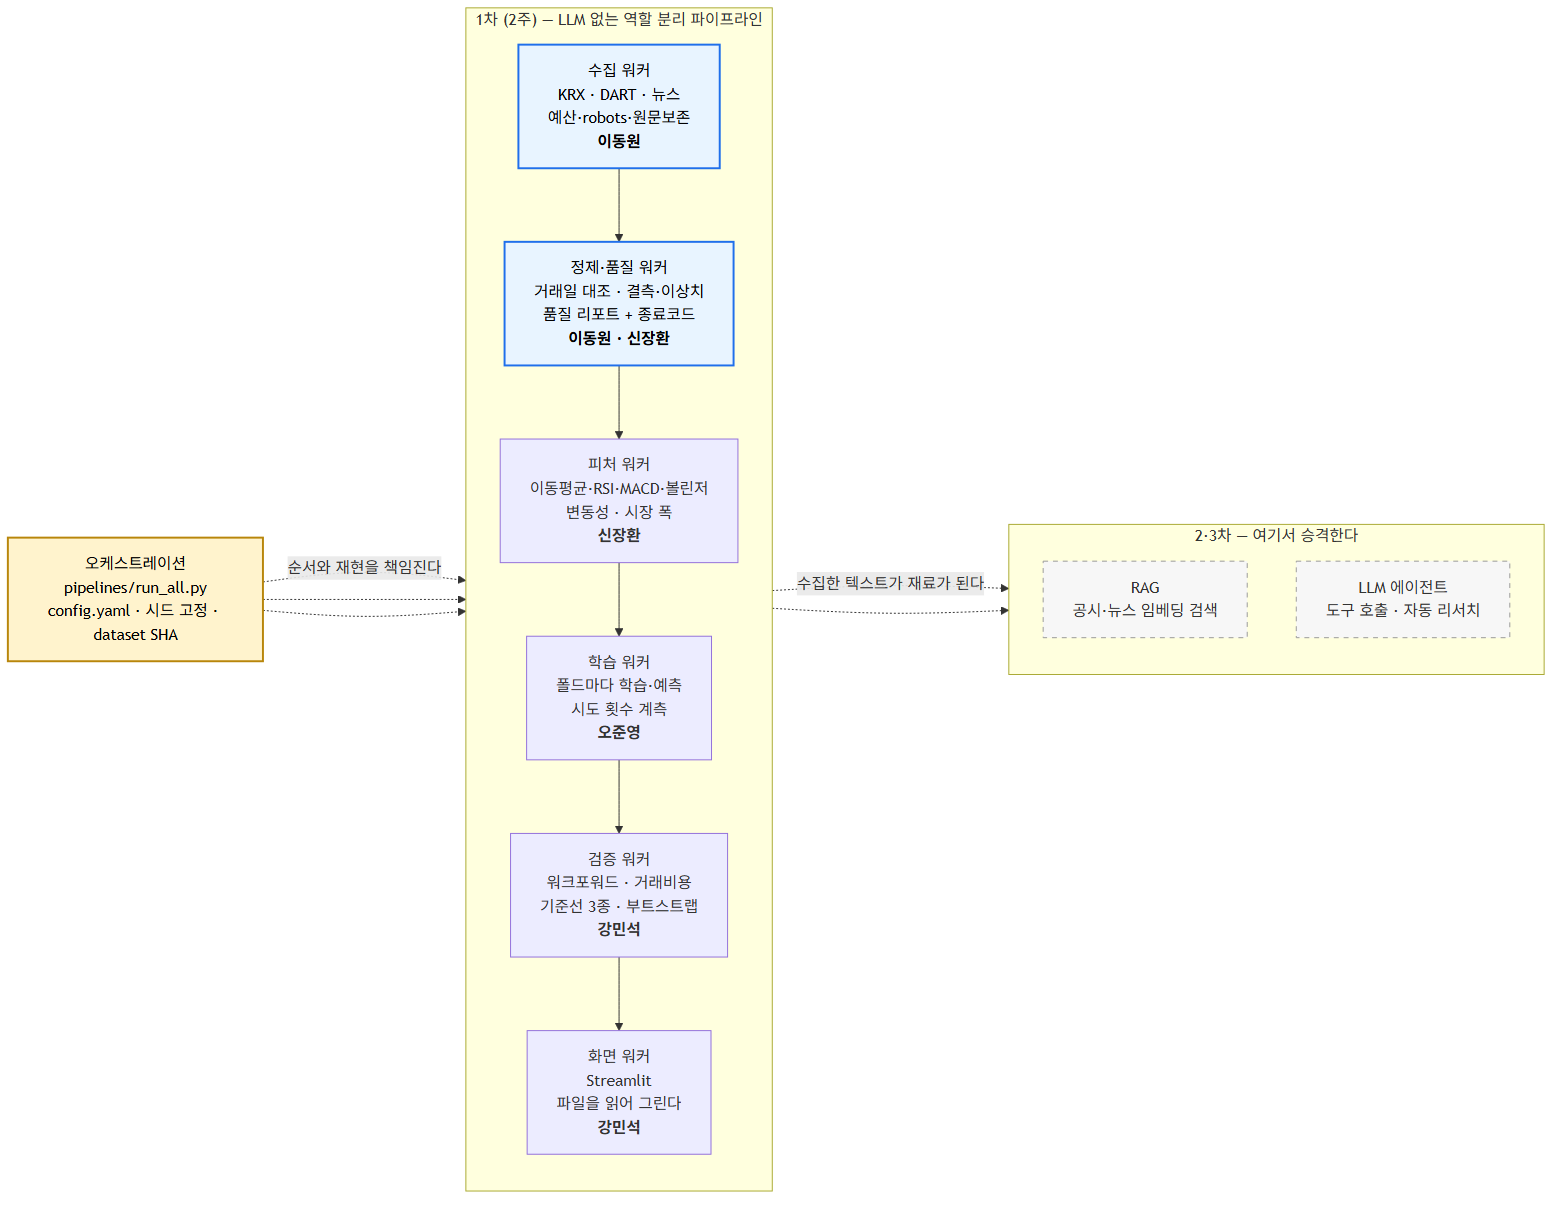 1차 (2주) — LLM 없는 역할 분리 파이프라인
수집 워커
KRX · DART · 뉴스
예산·robots·원문보존
이동원
정제·품질 워커
거래일 대조 · 결측·이상치
품질 리포트 + 종료코드
이동원 · 신장환
피처 워커
이동평균·RSI·MACD·볼린저
변동성 · 시장 폭
신장환
학습 워커
폴드마다 학습·예측
시도 횟수 계측
오준영
검증 워커
워크포워드 · 거래비용
기준선 3종 · 부트스트랩
강민석
화면 워커
Streamlit
파일을 읽어 그린다
강민석
오케스트레이션
pipelines/run_all.py
config.yaml · 시드 고정 ·
dataset SHA
순서와 재현을 책임진다
수집한 텍스트가 재료가 된다
2·3차 — 여기서 승격한다
RAG
공시·뉴스 임베딩 검색
LLM 에이전트
도구 호출 · 자동 리서치